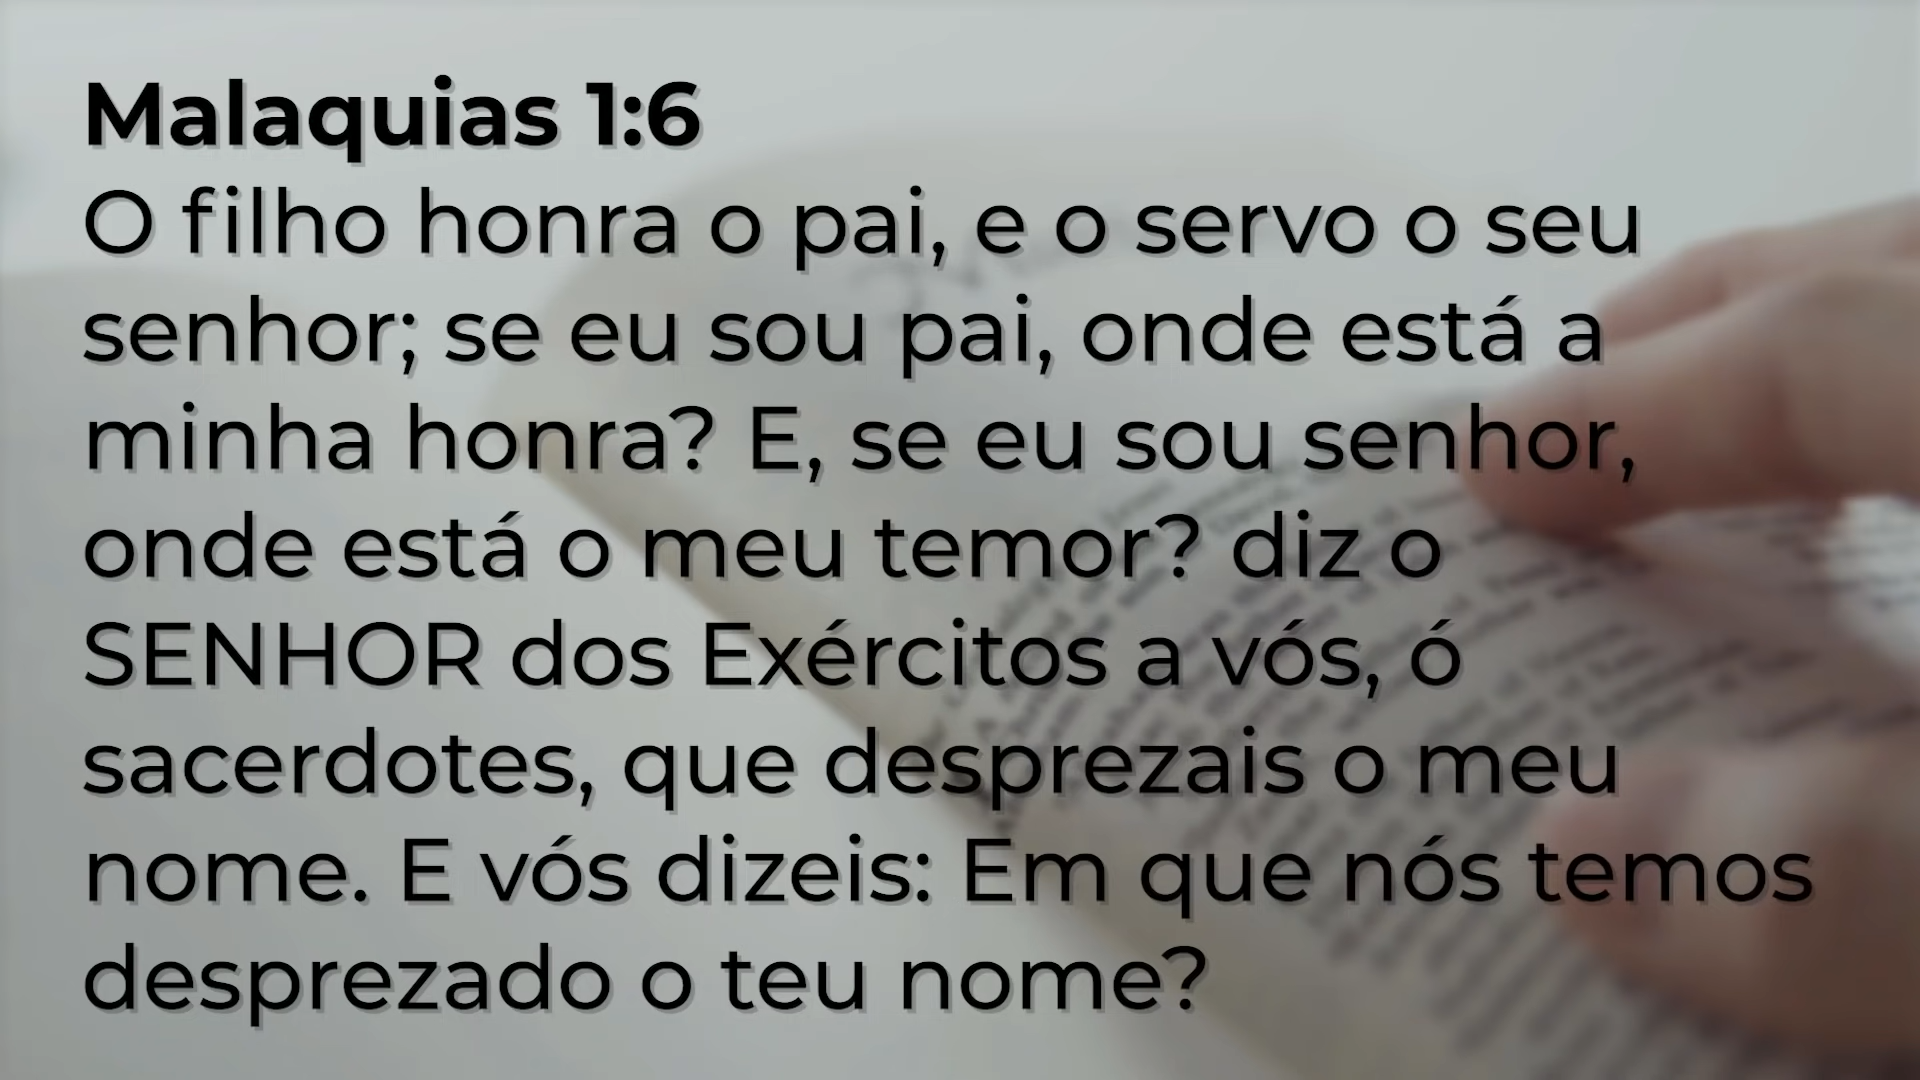 Malaquias 1:6
O filho honra o pai, e o servo o seu
senhor; se eu sou pai, onde está a
minha honra? E, se eu sou senhor,
onde está o meu temor? diz o
SENHOR dos Exércitos a vós, ó
sacerdotes, que desprezais o meu
nome. E vós dizeis: Em que nós temos
desprezado o teu nome?